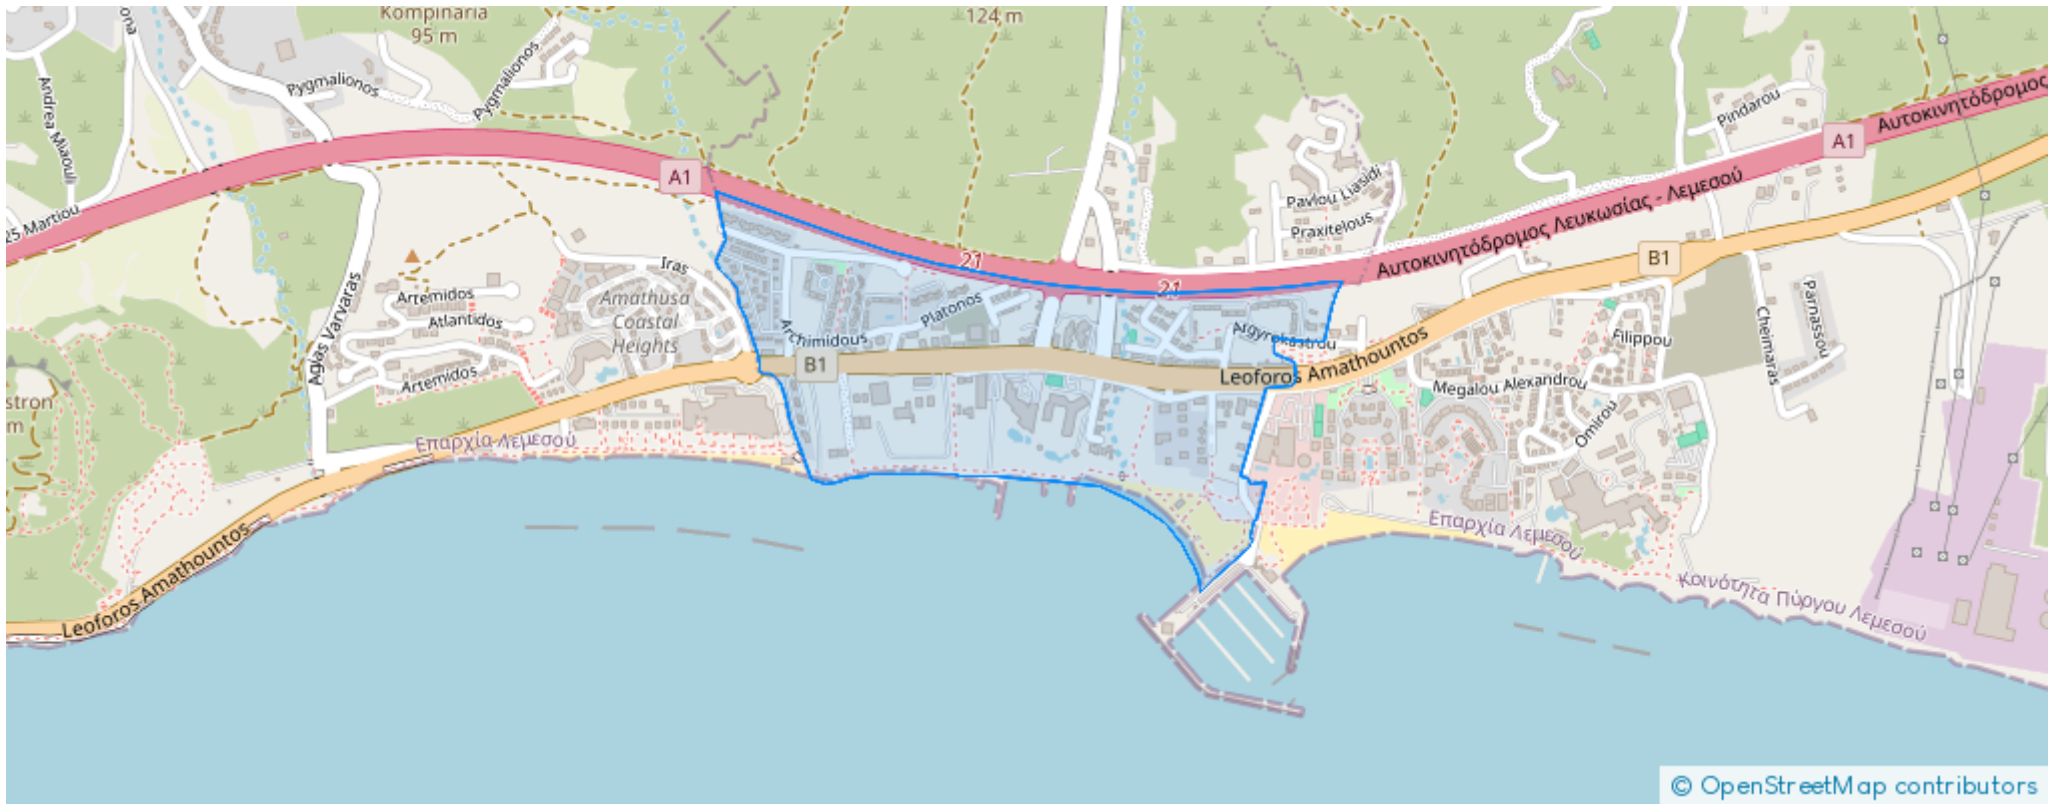 Kompinaria
95 m
124 m
ona
Pygmalionos
Pygmalionos
Andrea Miaouli
25 Martiou
A1
Pindarou
A1
Αυτοκινητόδρομος
Pavlou Liasidi
Praxitelous
Αυτοκινητόδρομος Λευκωσίας - Λεμεσού
B1
21
21
Iras
Amathusa
Coastal
Heights
Artemidos
Atlantidos
Artemidos
Agias Varvaras
Platonos
Archimidous
Argyrokastrou
B1
Leoforos Amathountos
Filippou
Megalou Alexandrou
Omirou
Cheimaras
Parnassou
stron
m
Επαρχία Λεμεσού
Επαρχία Λεμεσού
Κοινότητα Πύργου Λεμεσού
Leoforos Amathountos
© OpenStreetMap contributors